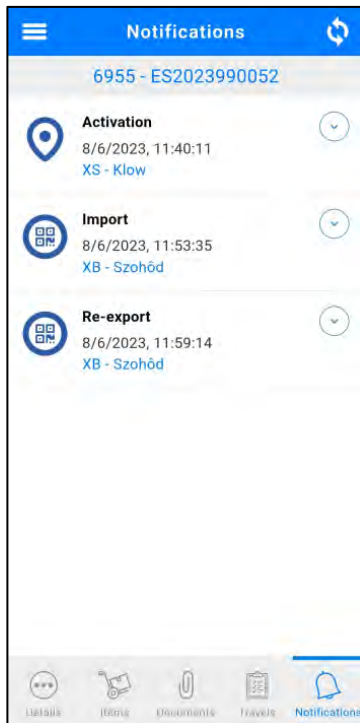 Notifications
6955 - ES2023990052
Activation
8/6/2023, 11:40:11
XS - Klow
Import
8/6/2023, 11:53:35
XB - Szohôd
Re-export
8/6/2023, 11:59:14
XB - Szohôd
Details Items Documents Travels Notifications